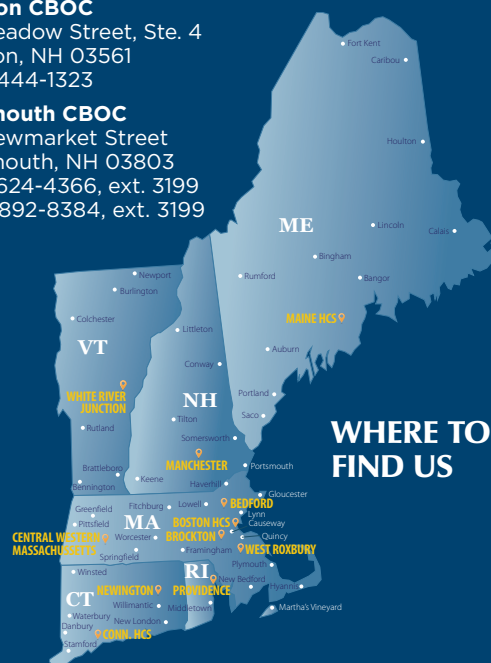 on CBOC
eadow Street, Ste. 4
on, NH 03561
444-1323
mouth CBOC
ewmarket Street
mouth, NH 03803
624-4366, ext. 3199
892-8384, ext. 3199
Fort Kent
Caribou
Houlton
ME
Lincoln
Calais
Bingham
Newport
Rumford
Bangor
Burlington
Colchester
MAINE HCS
Littleton
VT
Auburn
Conway
WHITE RIVER
JUNCTION
NH
Portland
Saco
Tilton
Rutland
Somersworth
WHERE TO
FIND US
MANCHESTER
Portsmouth
Brattleboro
Keene
Haverhill
Bennington
Gloucester
Greenfield
Fitchburg
Lowell
BEDFORD
Lynn
Pittsfield
MA
BOSTON HCS
Causeway
CENTRAL WESTERN
MASSACHUSETTS
Worcester
BROCKTON
Quincy
Springfield
Framingham
WEST ROXBURY
Plymouth
Winsted
RI
New Bedford
Hyannis
CT
NEWINGTON
PROVIDENCE
Willimantic
Middletown
Martha's Vineyard
Waterbury
New London
Danbury
CONN. HCS
Stamford